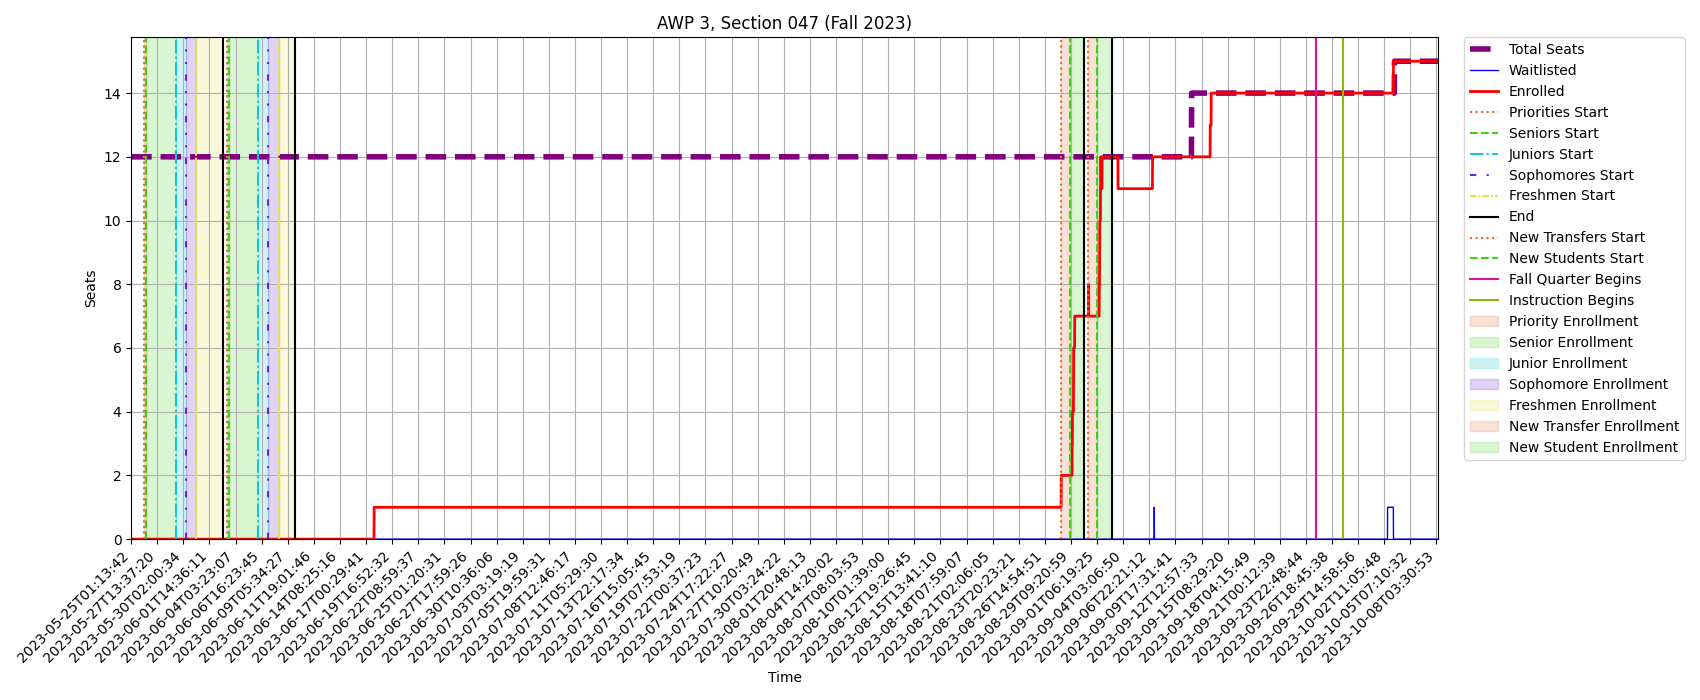 AWP 3, Section 047 (Fall 2023)
Seats
14
12
10
8
6
4
2
0
2023-05-25T01:13:42
2023-05-27T13:37:20
2023-05-30T02:00:34
2023-06-01T14:36:11
2023-06-04T03:23:07
2023-06-06T16:23:45
2023-06-09T05:34:27
2023-06-11T19:01:46
2023-06-14T08:25:16
2023-06-17T00:29:41
2023-06-19T16:52:32
2023-06-22T08:59:37
2023-06-25T01:20:31
2023-06-27T17:59:26
2023-06-30T10:36:06
2023-07-03T03:19:19
2023-07-05T19:59:31
2023-07-08T12:46:17
2023-07-11T05:29:30
2023-07-13T22:17:34
2023-07-16T15:05:45
2023-07-19T07:53:19
2023-07-22T00:37:23
2023-07-24T17:22:27
2023-07-27T10:20:49
2023-07-30T03:24:22
2023-08-01T20:48:13
2023-08-04T14:20:02
2023-08-07T08:03:53
2023-08-10T01:39:00
2023-08-12T19:26:45
2023-08-15T13:41:10
2023-08-18T07:59:07
2023-08-21T02:06:05
2023-08-23T20:23:21
2023-08-26T14:54:51
2023-08-29T09:20:59
2023-09-01T06:19:25
2023-09-04T03:06:50
2023-09-06T22:21:12
2023-09-09T17:31:41
2023-09-12T12:57:33
2023-09-15T08:29:20
2023-09-18T04:15:49
2023-09-21T00:12:39
2023-09-23T22:48:44
2023-09-26T18:45:38
2023-09-29T14:58:56
2023-10-02T11:05:48
2023-10-05T07:10:32
2023-10-08T03:30:53
Time
Total Seats
Waitlisted
Enrolled
Priorities Start
Seniors Start
Juniors Start
Sophomores Start
Freshmen Start
End
New Transfers Start
New Students Start
Fall Quarter Begins
Instruction Begins
Priority Enrollment
Senior Enrollment
Junior Enrollment
Sophomore Enrollment
Freshmen Enrollment
New Transfer Enrollment
New Student Enrollment